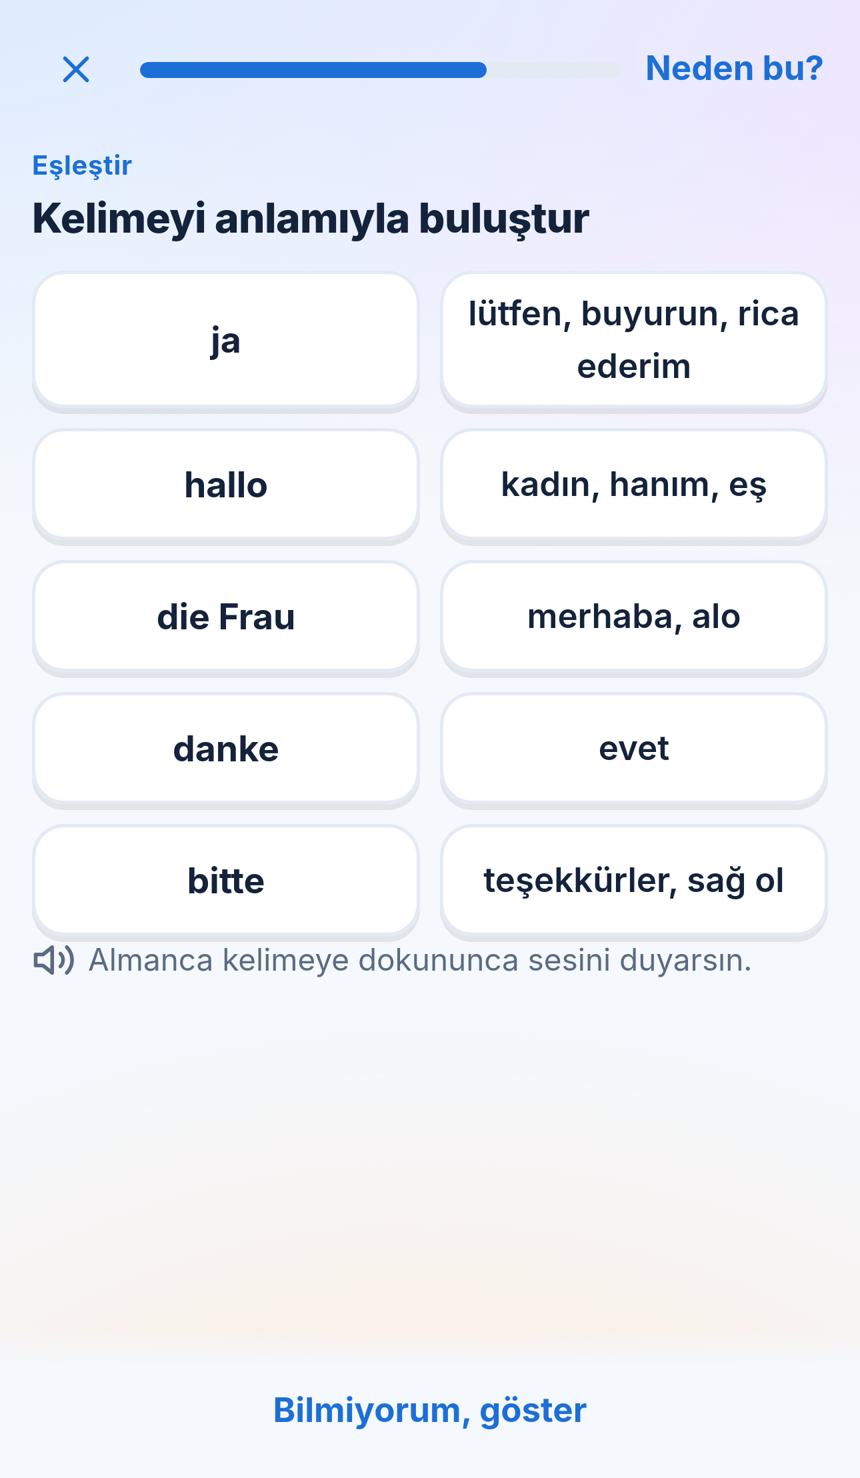 Neden bu?
Eşleştir
Kelimeyi anlamıyla buluştur
ja
lütfen, buyurun, rica
ederim
hallo
kadın, hanım, eş
die Frau
merhaba, alo
danke
evet
bitte
teşekkürler, sağ ol
Almanca kelimeye dokununca sesini duyarsın.
Bilmiyorum, göster